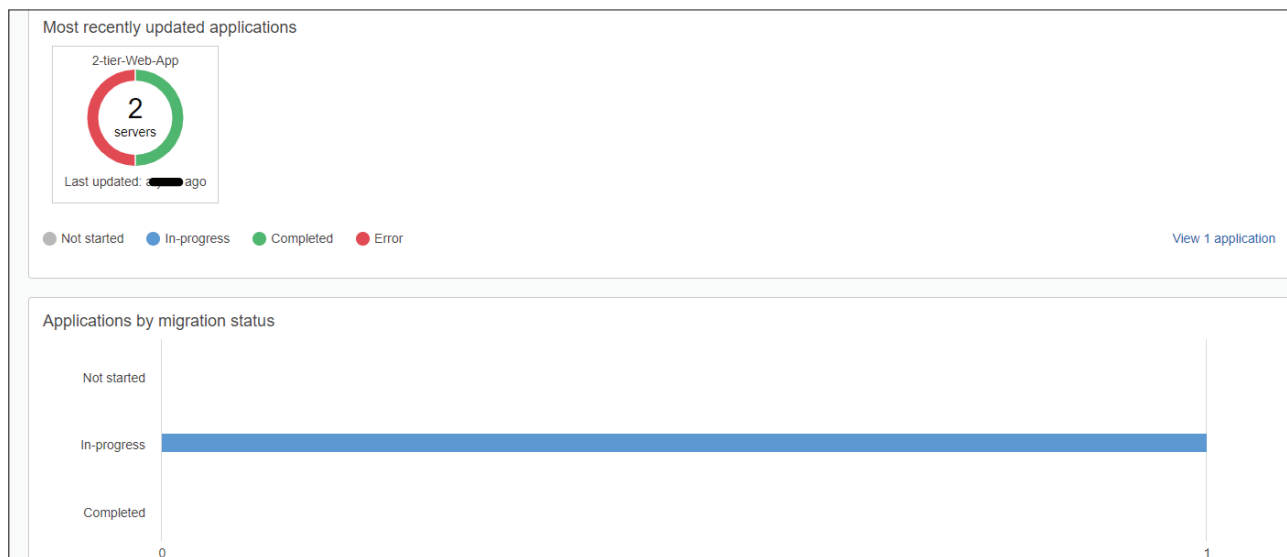 Most recently updated applications
2-tier-Web-App
2
servers
Last updated: ago
Not started In-progress Completed Error View 1 application
Applications by migration status
Not started
In-progress
Completed
0 1